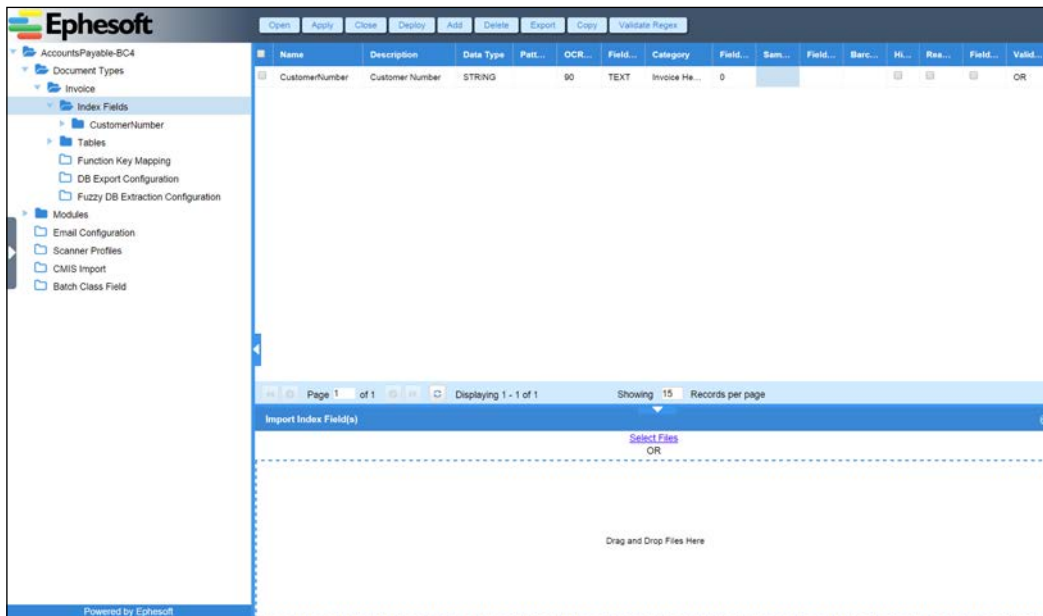 Ephesoft
Open Apply Close Deploy Add Delete Export Copy Validate Regex
AccountsPayable-BC4
Document Types
Invoice
Index Fields
CustomerNumber
Tables
Function Key Mapping
DB Export Configuration
Fuzzy DB Extraction Configuration
Modules
Email Configuration
Scanner Profiles
CMIS Import
Batch Class Field
Powered by Ephesoft
Name Description Data Type Patt... OCR... Field... Category Field... Sam... Field... Barc... Hi... Rea... Field... Valid...
CustomerNumber Customer Number STRING 90 TEXT Invoice He... 0 OR
Page 1 of 1 Displaying 1 - 1 of 1 Showing 15 Records per page
Import Index Field(s)
Select Files
OR
Drag and Drop Files Here